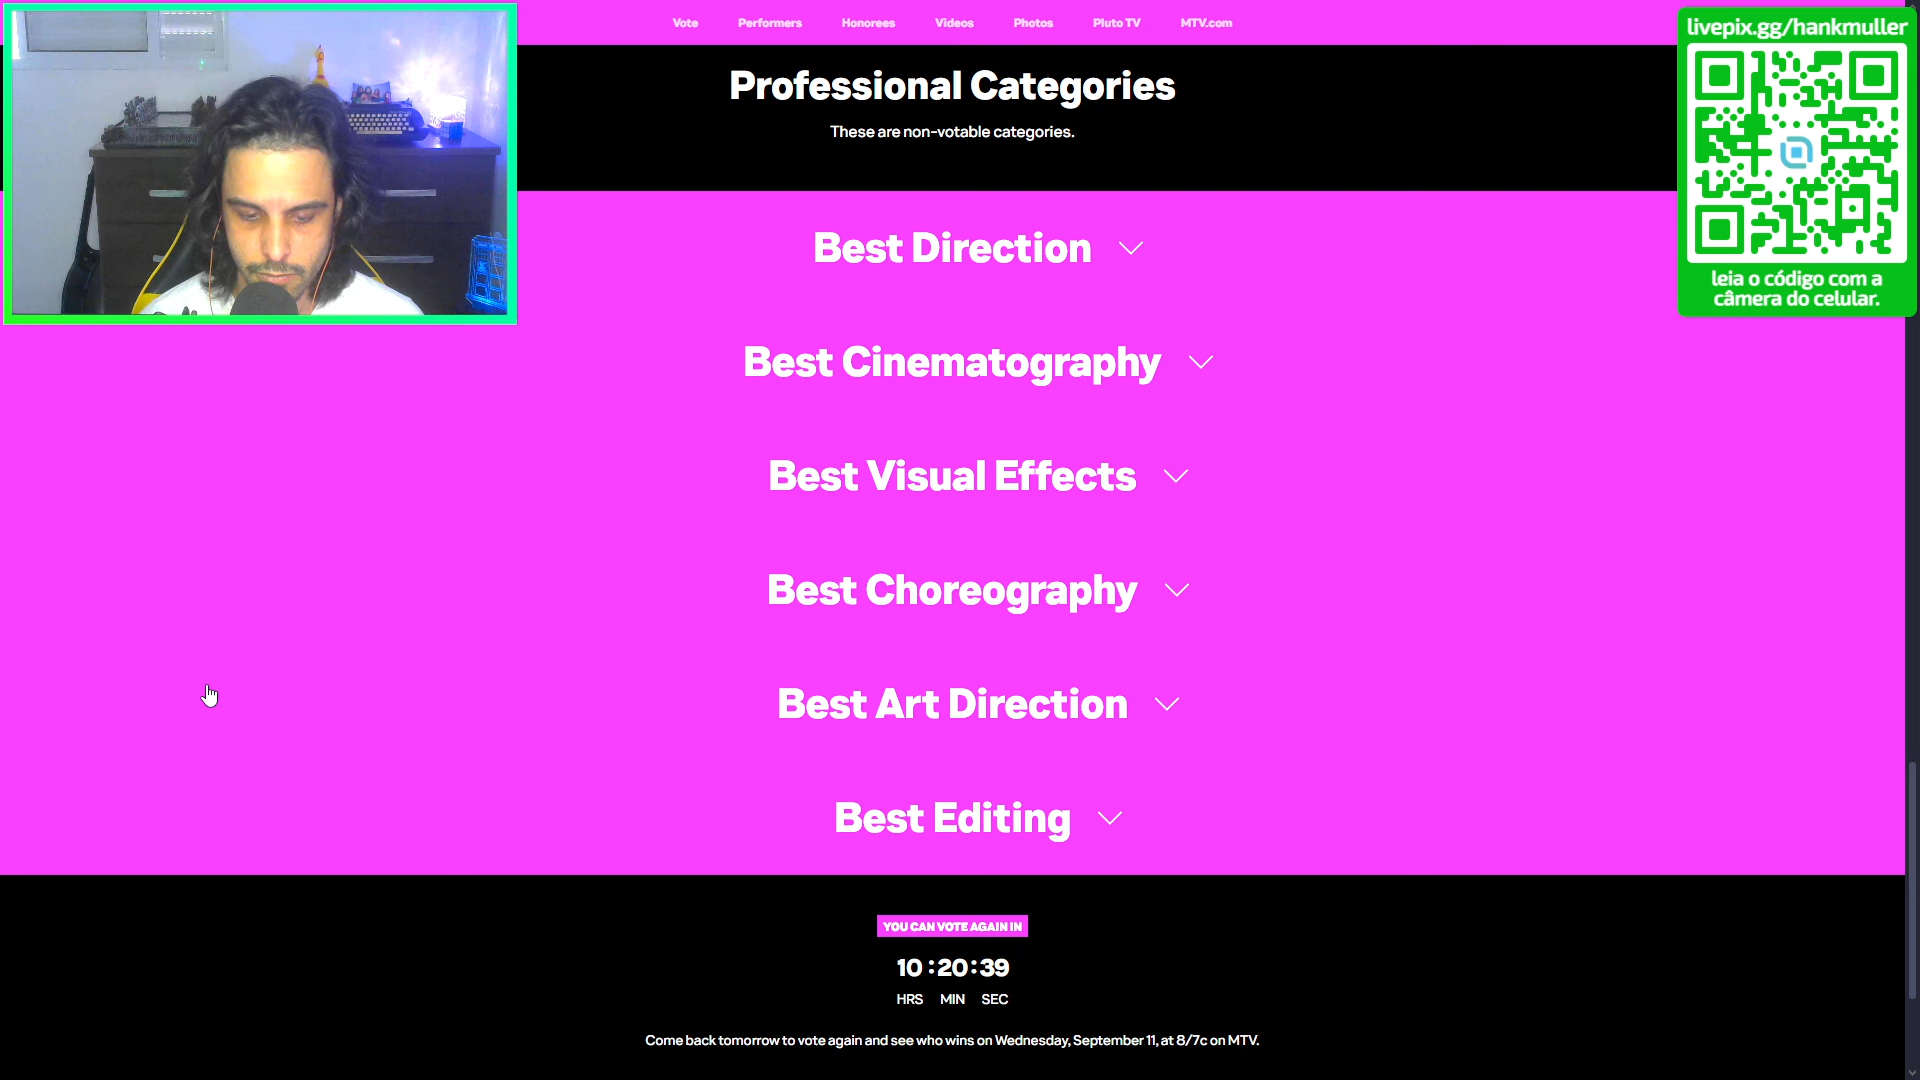 Vote
Performers
Honorees
Videos
Photos
Pluto TV
MTV.com
livepix.gg/hankmuller
leia o código com a
câmera do celular.
Professional Categories
These are non-votable categories.
Best Direction
Best Cinematography
Best Visual Effects
Best Choreography
Best Art Direction
Best Editing
YOU CAN VOTE AGAIN IN
10 : 20 : 39
HRS MIN SEC
Come back tomorrow to vote again and see who wins on Wednesday, September 11, at 8/7c on MTV.